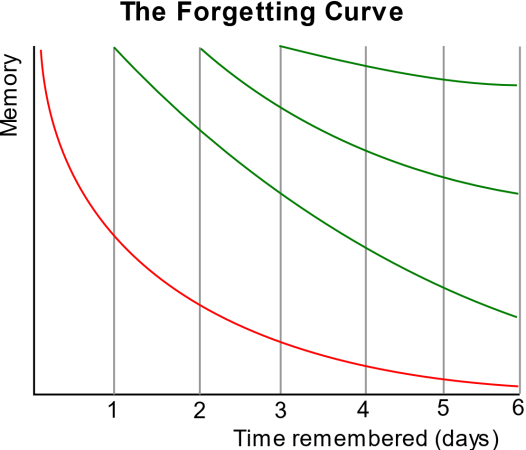 The Forgetting Curve
Memory
1 2 3 4 5 6
Time remembered (days)